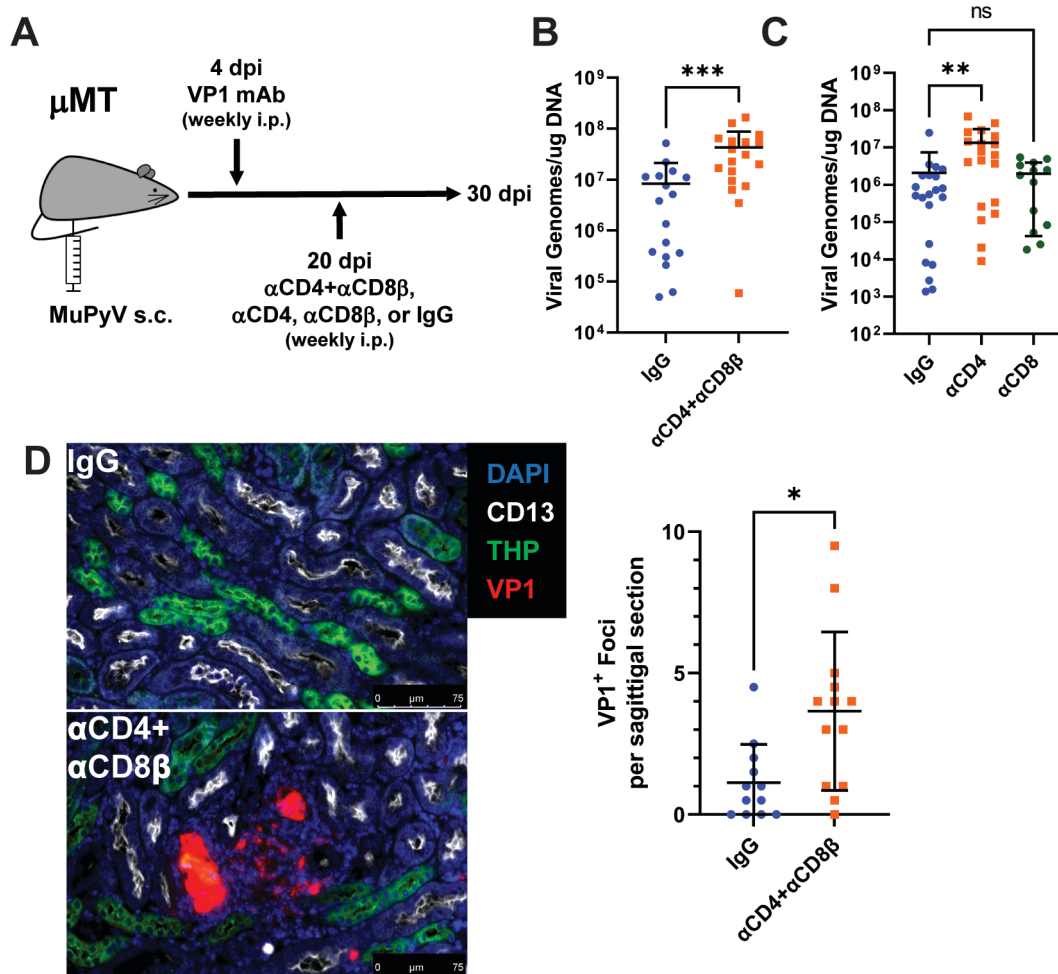 A
μMT
4 dpi
VP1 mAb
(weekly i.p.)
30 dpi
MuPyV s.c.
20 dpi
αCD4+αCD8β,
αCD4, αCD8β, or IgG
(weekly i.p.)
B
***
Viral Genomes/ug DNA
10⁹
10⁸
10⁷
10⁶
10⁵
10⁴
IgG
αCD4+αCD8β
C
ns
**
Viral Genomes/ug DNA
10⁹
10⁸
10⁷
10⁶
10⁵
10⁴
10³
10²
IgG
αCD4
αCD8
D
IgG
0 μm 75
αCD4+
αCD8β
0 μm 75
DAPI
CD13
THP
VP1
*
VP1⁺ Foci
per sagittigal section
10
5
0
IgG
αCD4+αCD8β